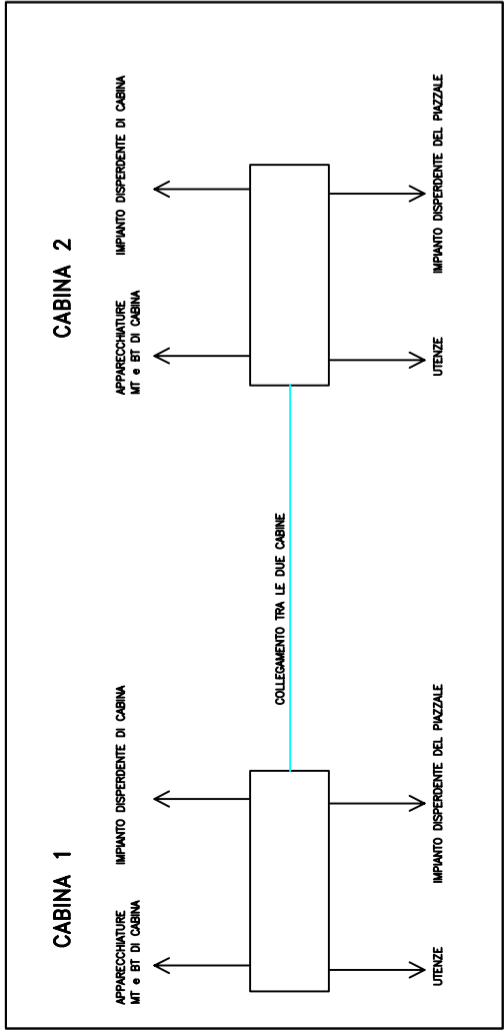 CABINA 1
APPARECCHIATURE
MT e BT DI CABINA
IMPIANTO DISPERDENTE DI CABINA
UTENZE
IMPIANTO DISPERDENTE DEL PIAZZALE
COLLEGAMENTO TRA LE DUE CABINE
CABINA 2
APPARECCHIATURE
MT e BT DI CABINA
IMPIANTO DISPERDENTE DI CABINA
UTENZE
IMPIANTO DISPERDENTE DEL PIAZZALE